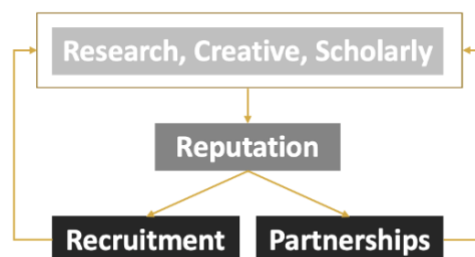 Research, Creative, Scholarly
Reputation
Recruitment
Partnerships